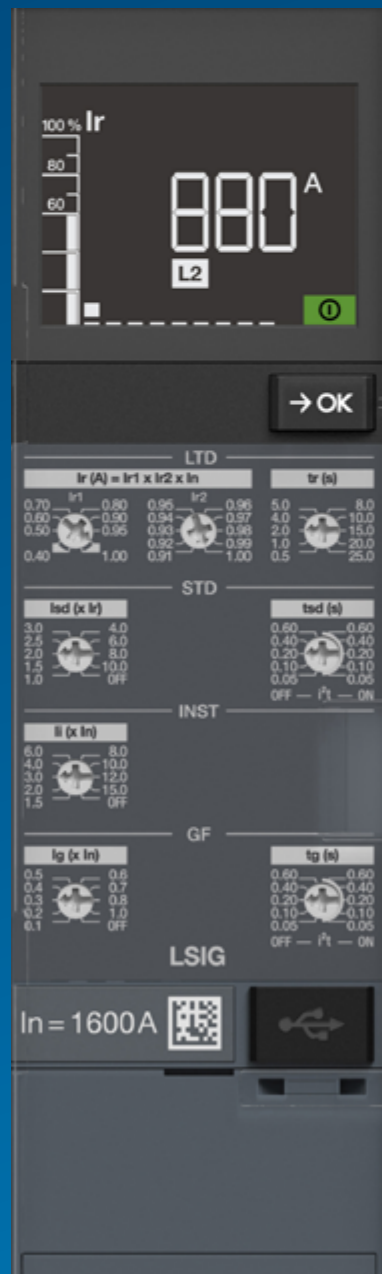 100 % Ir
80
60
880 A
L2
→OK
LTD
Ir (A) = Ir1 x Ir2 x In tr (s)
Ir1 Ir2
0.70 0.80 0.95 0.96 5.0 8.0
0.60 0.90 0.94 0.97 4.0 10.0
0.50 0.95 0.93 0.98 2.0 15.0
0.92 0.99 1.0 20.0
0.40 1.00 0.91 1.00 0.5 25.0
STD
Isd (x Ir) tsd (s)
3.0 4.0 0.60 0.60
2.5 6.0 0.40 0.40
2.0 8.0 0.20 0.20
1.5 10.0 0.10 0.10
1.0 OFF 0.05 0.05
OFF — I²t — ON
INST
Ii (x In)
6.0 8.0
4.0 10.0
3.0 12.0
2.0 15.0
1.5 OFF
GF
Ig (x In) tg (s)
0.5 0.6 0.60 0.60
0.4 0.7 0.40 0.40
0.3 0.8 0.20 0.20
0.2 1.0 0.10 0.10
0.1 OFF 0.05 0.05
OFF — I²t — ON
LSIG
In = 1600A